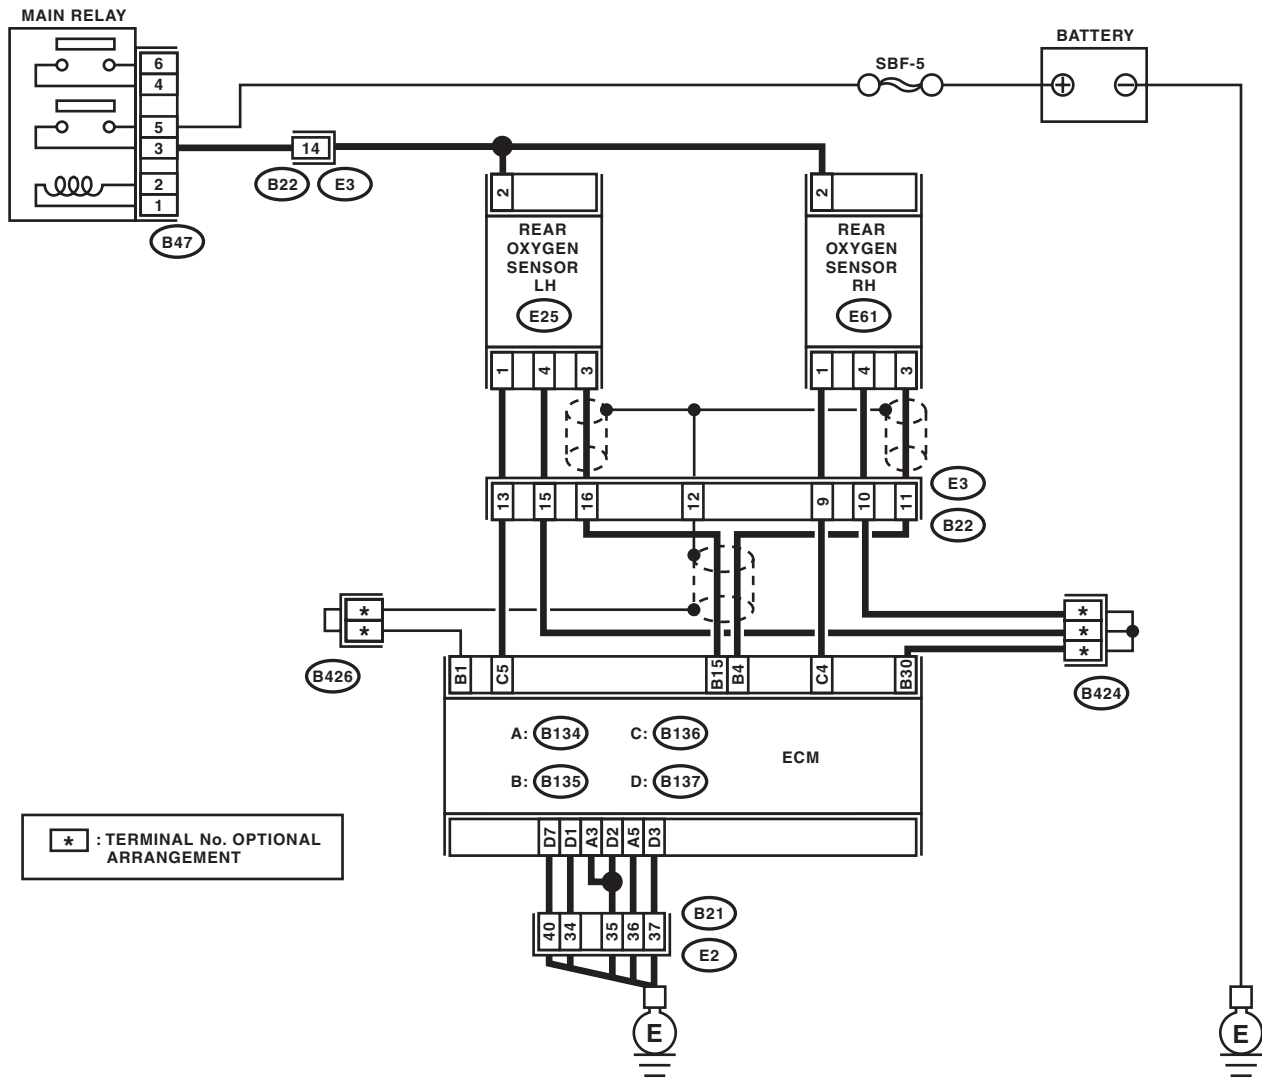 MAIN RELAY
BATTERY
SBF-5
6
4
5
3
2
1
14
B22
E3
B47
2
2
REAR
OXYGEN
SENSOR
LH
E25
REAR
OXYGEN
SENSOR
RH
E61
1
4
3
1
4
3
13
15
16
12
9
10
11
E3
B22
*
*
B426
*
*
*
B424
B1
C5
B15
B4
C4
B30
A: B134
C: B136
B: B135
D: B137
ECM
* : TERMINAL No. OPTIONAL
ARRANGEMENT
D7
D1
A3
D2
A5
D3
40
34
35
36
37
B21
E2
E
E